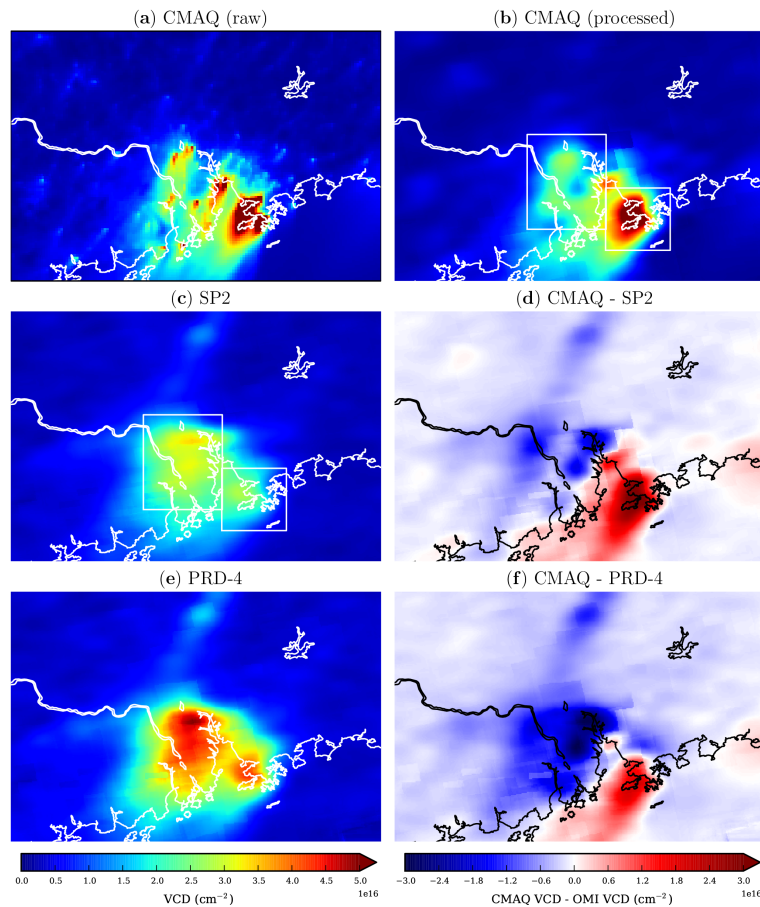 (a) CMAQ (raw)
(b) CMAQ (processed)
(c) SP2
(d) CMAQ - SP2
(e) PRD-4
(f) CMAQ - PRD-4
0.0 0.5 1.0 1.5 2.0 2.5 3.0 3.5 4.0 4.5 5.0
1e16
VCD (cm⁻²)
−3.0 −2.4 −1.8 −1.2 −0.6 0.0 0.6 1.2 1.8 2.4 3.0
1e16
CMAQ VCD - OMI VCD (cm⁻²)